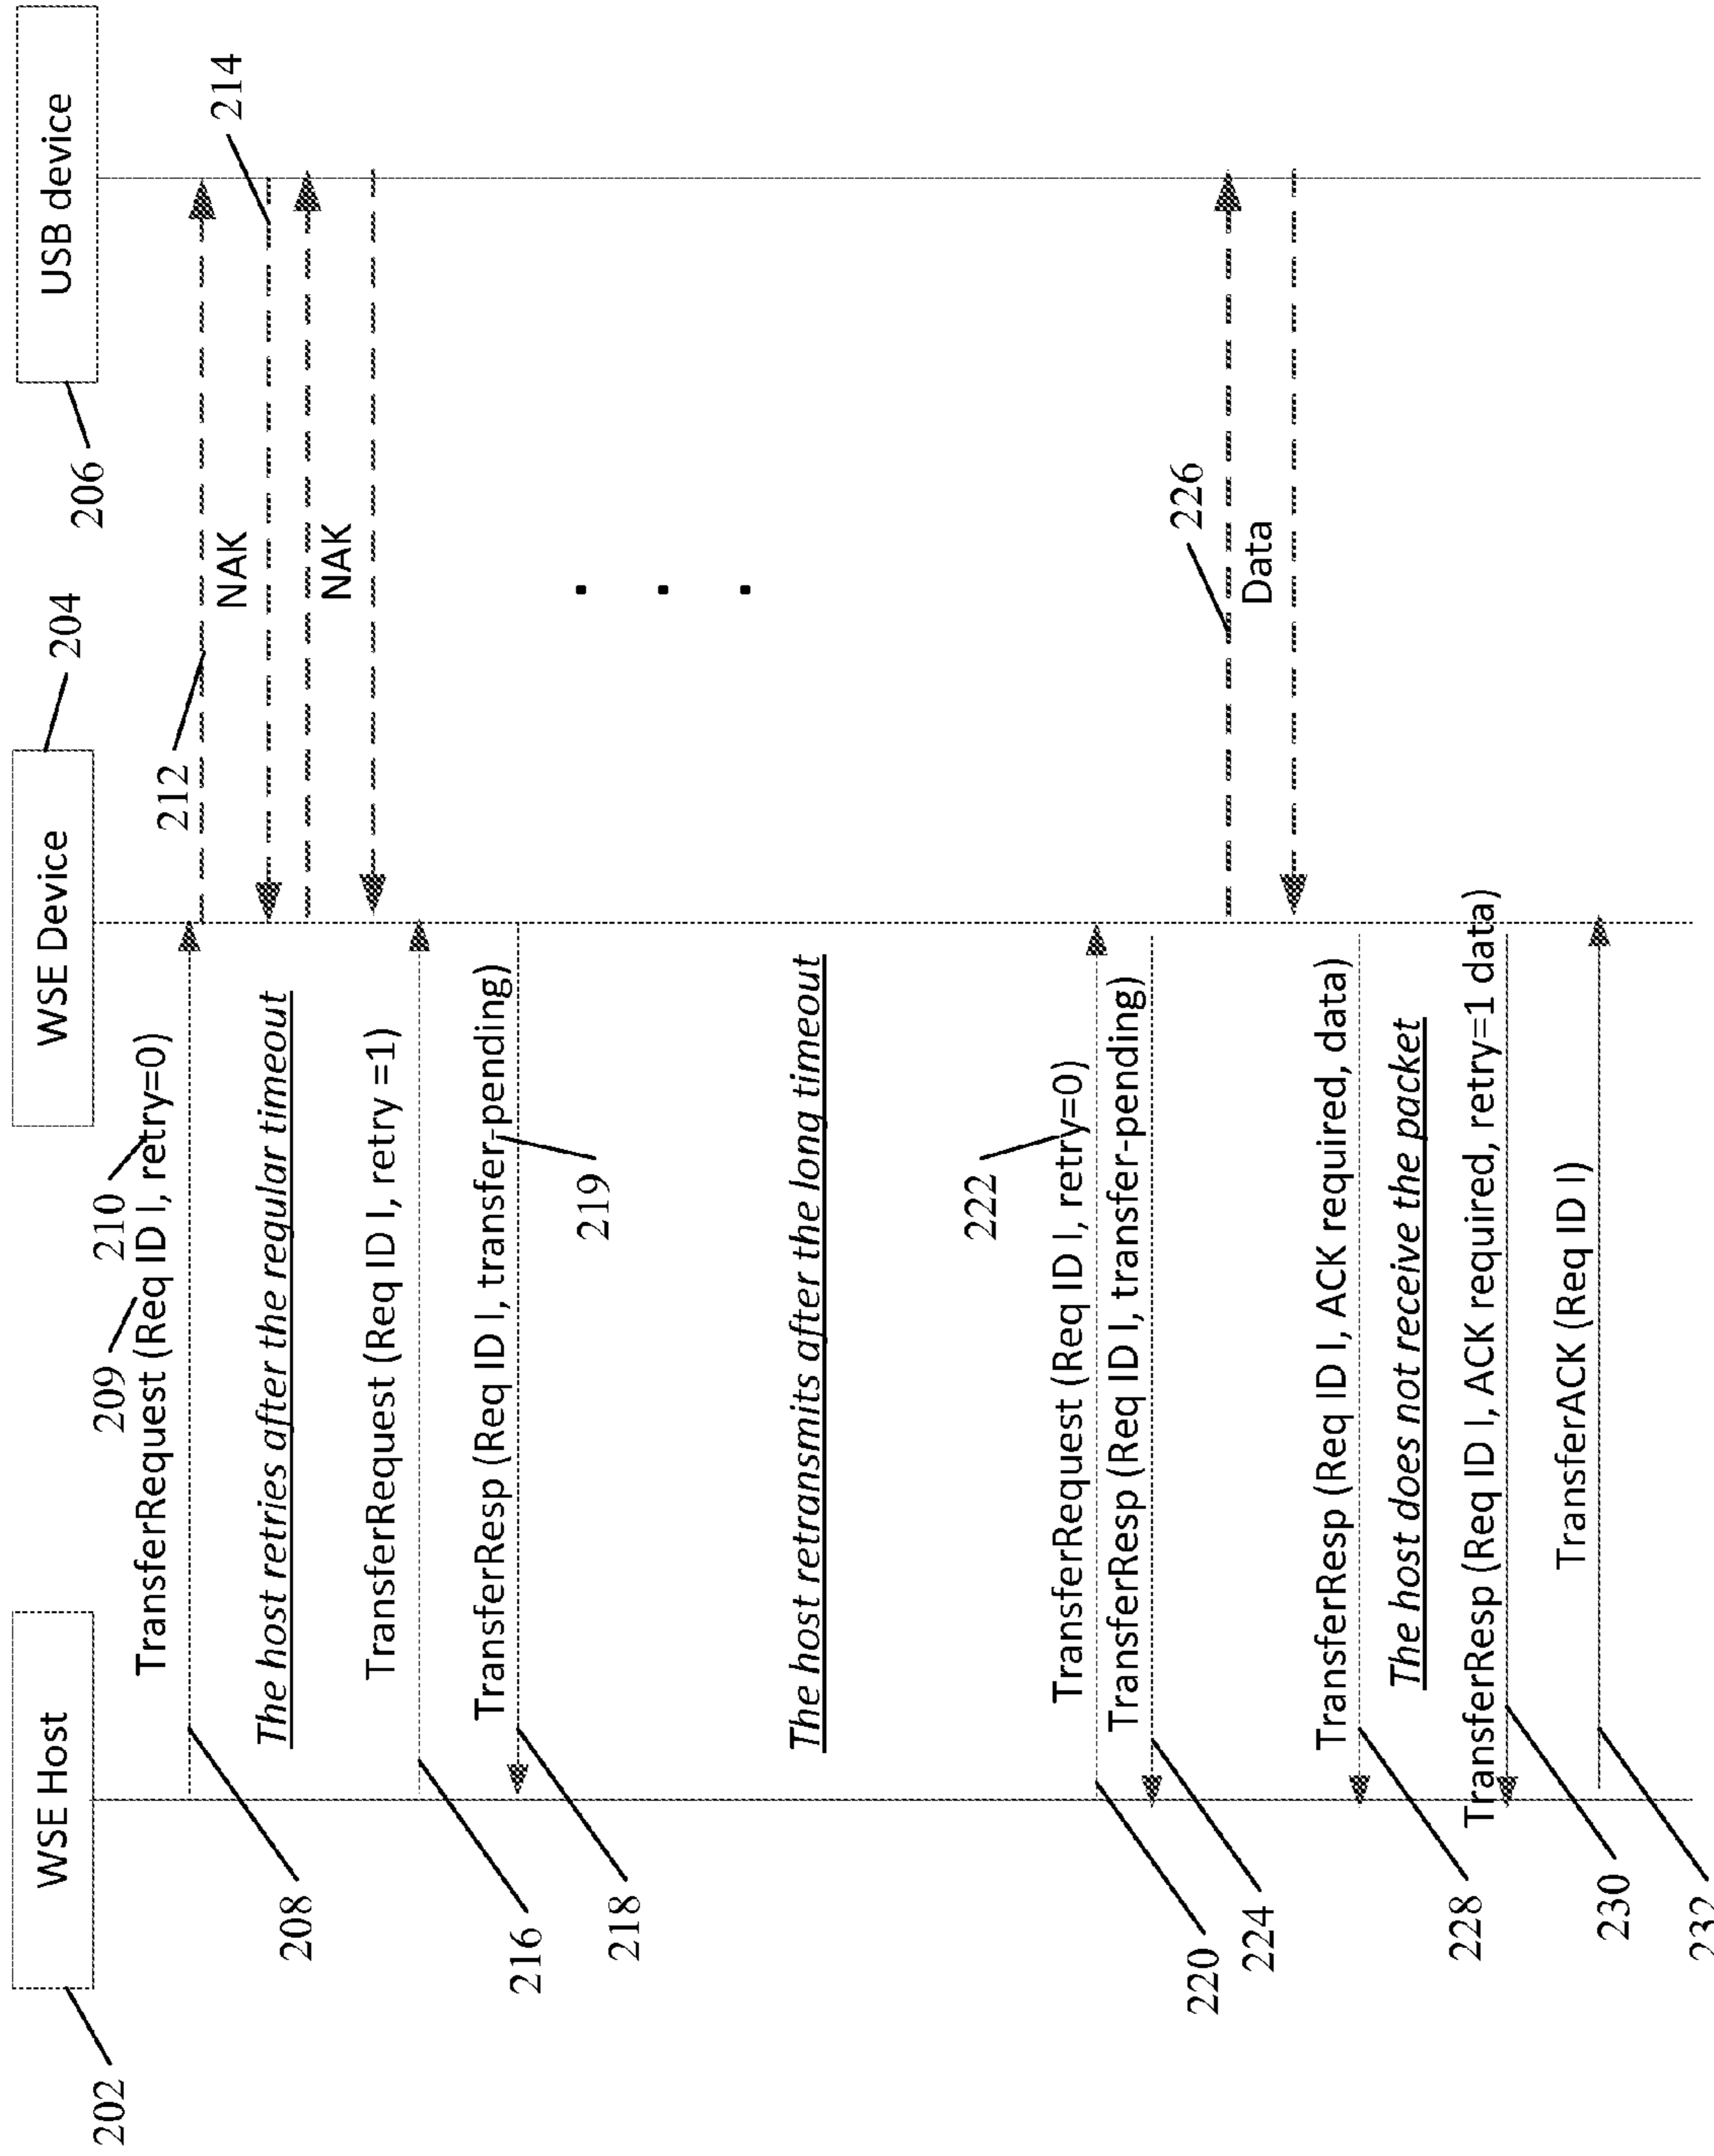 WSE Host
WSE Device
USB device
202
204
206
209
210
TransferRequest (Req ID I, retry=0)
208
212
NAK
214
The host retries after the regular timeout
NAK
TransferRequest (Req ID I, retry =1)
216
TransferResp (Req ID I, transfer-pending)
218
219
The host retransmits after the long timeout
222
TransferRequest (Req ID I, retry=0)
220
TransferResp (Req ID I, transfer-pending)
224
226
Data
TransferResp (Req ID I, ACK required, data)
228
The host does not receive the packet
TransferResp (Req ID I, ACK required, retry=1 data)
230
TransferACK (Req ID I)
232